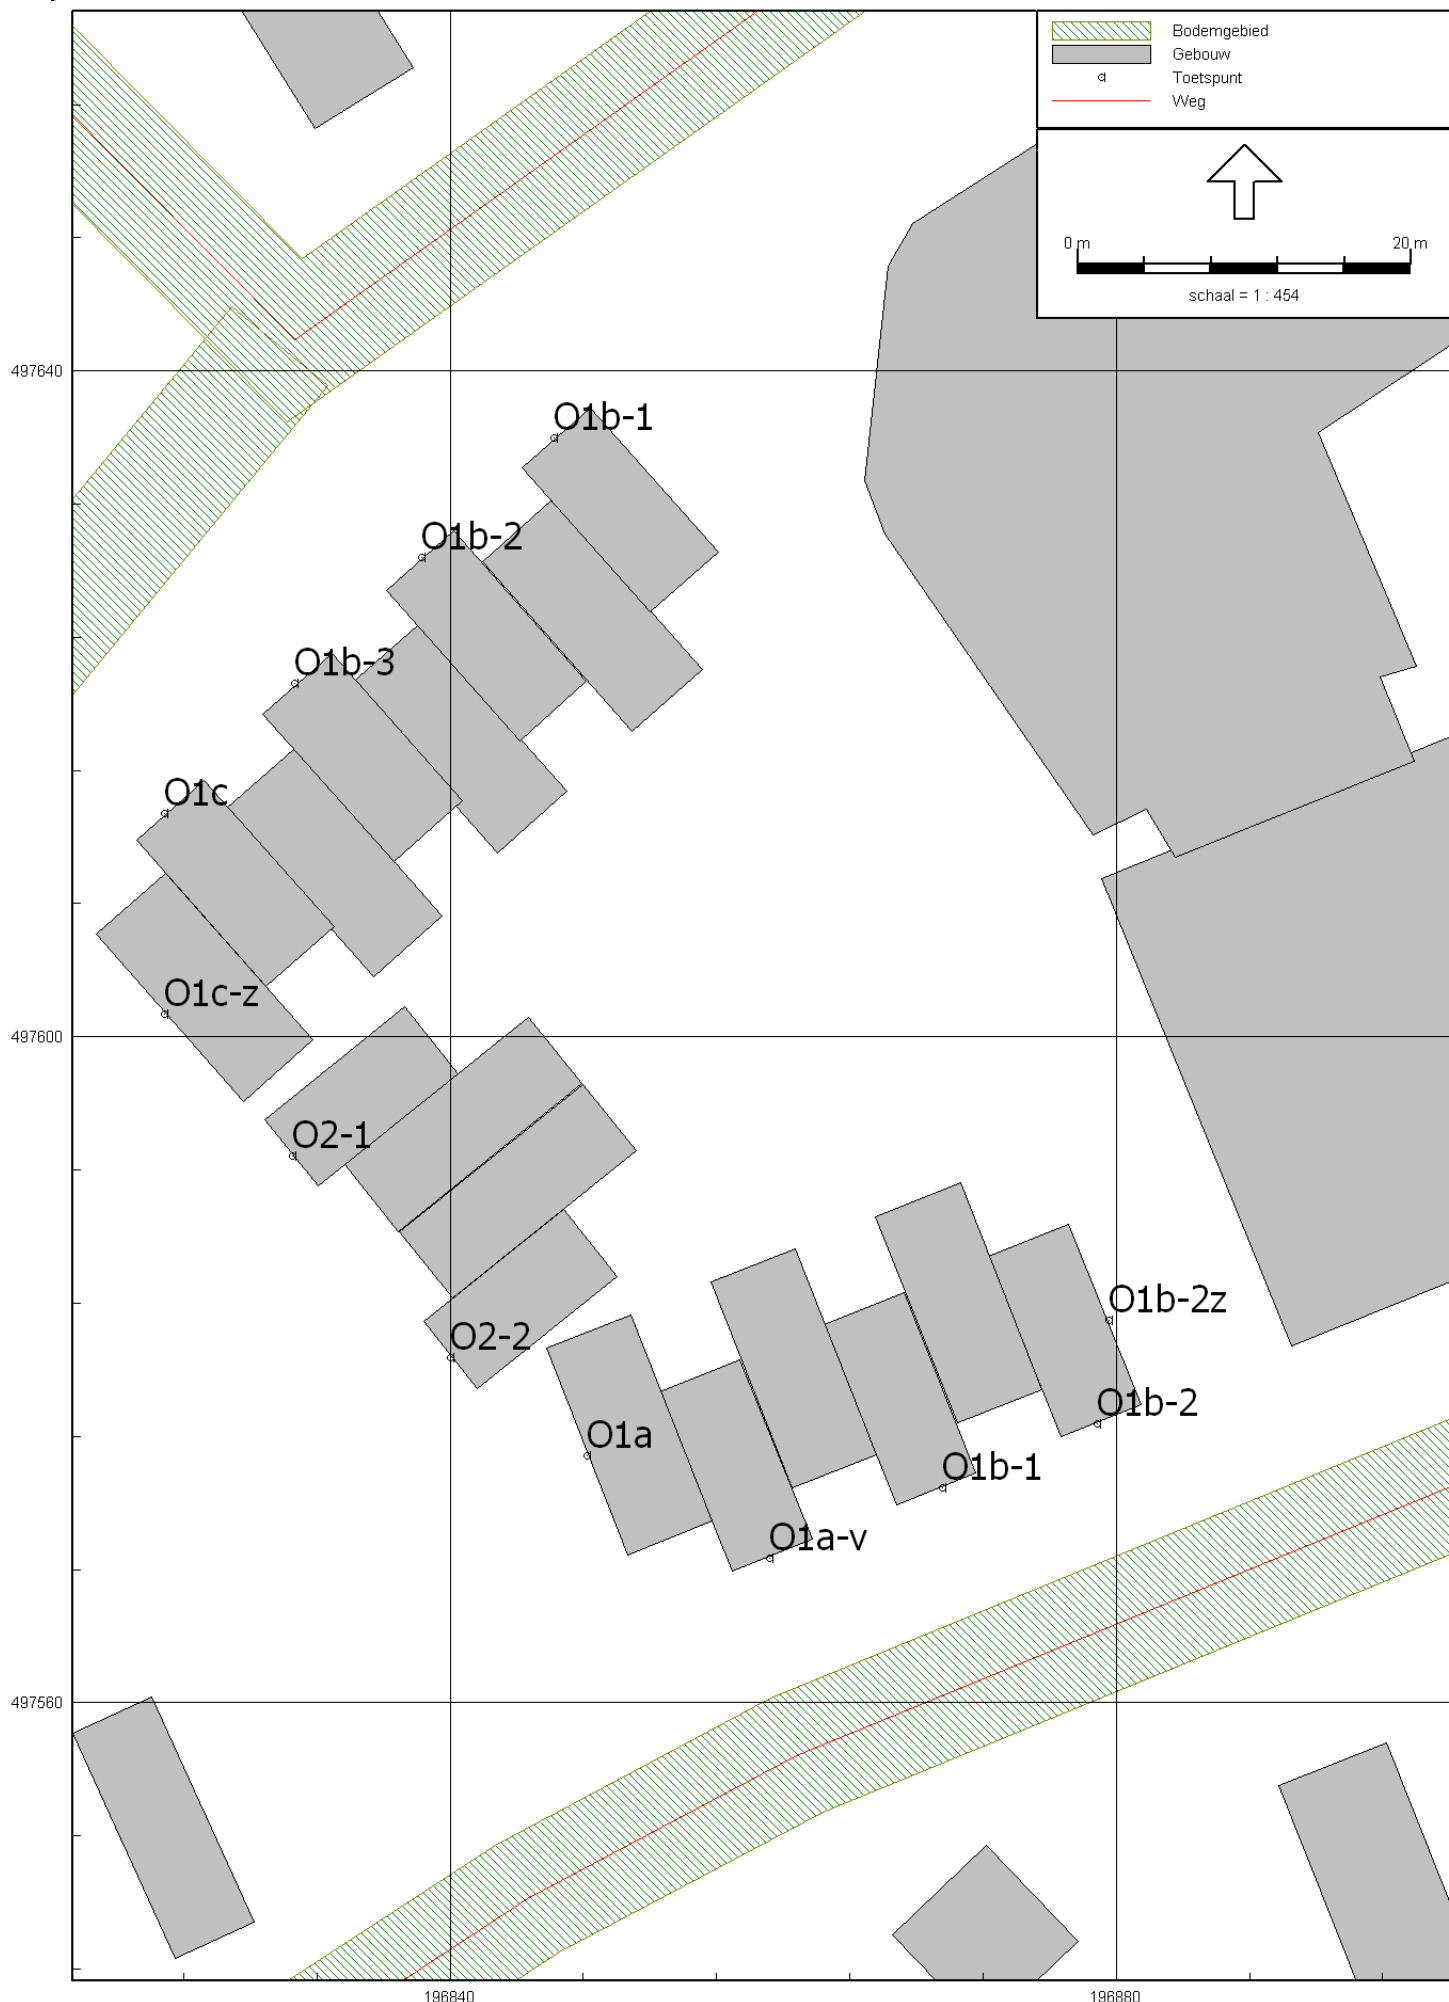 Bodemgebied
Gebouw
Toetspunt
Weg
0 m 20 m
schaal = 1 : 454
497640
O1b-1
O1b-2
O1b-3
O1c
O1c-z
497600
O2-1
O2-2
O1b-2z
O1b-2
O1a
O1b-1
O1a-v
497560
196840 196880